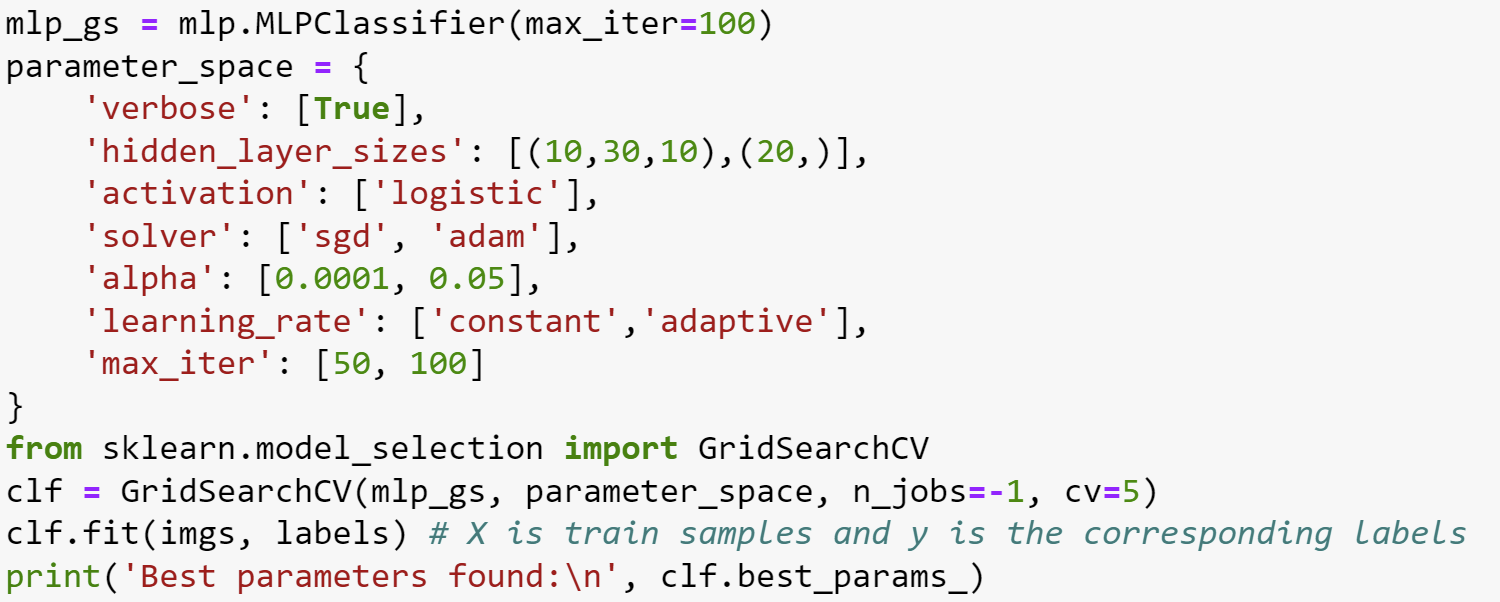 mlp_gs = mlp.MLPClassifier(max_iter=100)
parameter_space = {
    'verbose': [True],
    'hidden_layer_sizes': [(10,30,10),(20,)],
    'activation': ['logistic'],
    'solver': ['sgd', 'adam'],
    'alpha': [0.0001, 0.05],
    'learning_rate': ['constant','adaptive'],
    'max_iter': [50, 100]
}
from sklearn.model_selection import GridSearchCV
clf = GridSearchCV(mlp_gs, parameter_space, n_jobs=-1, cv=5)
clf.fit(imgs, labels) # X is train samples and y is the corresponding labels
print('Best parameters found:\n', clf.best_params_)